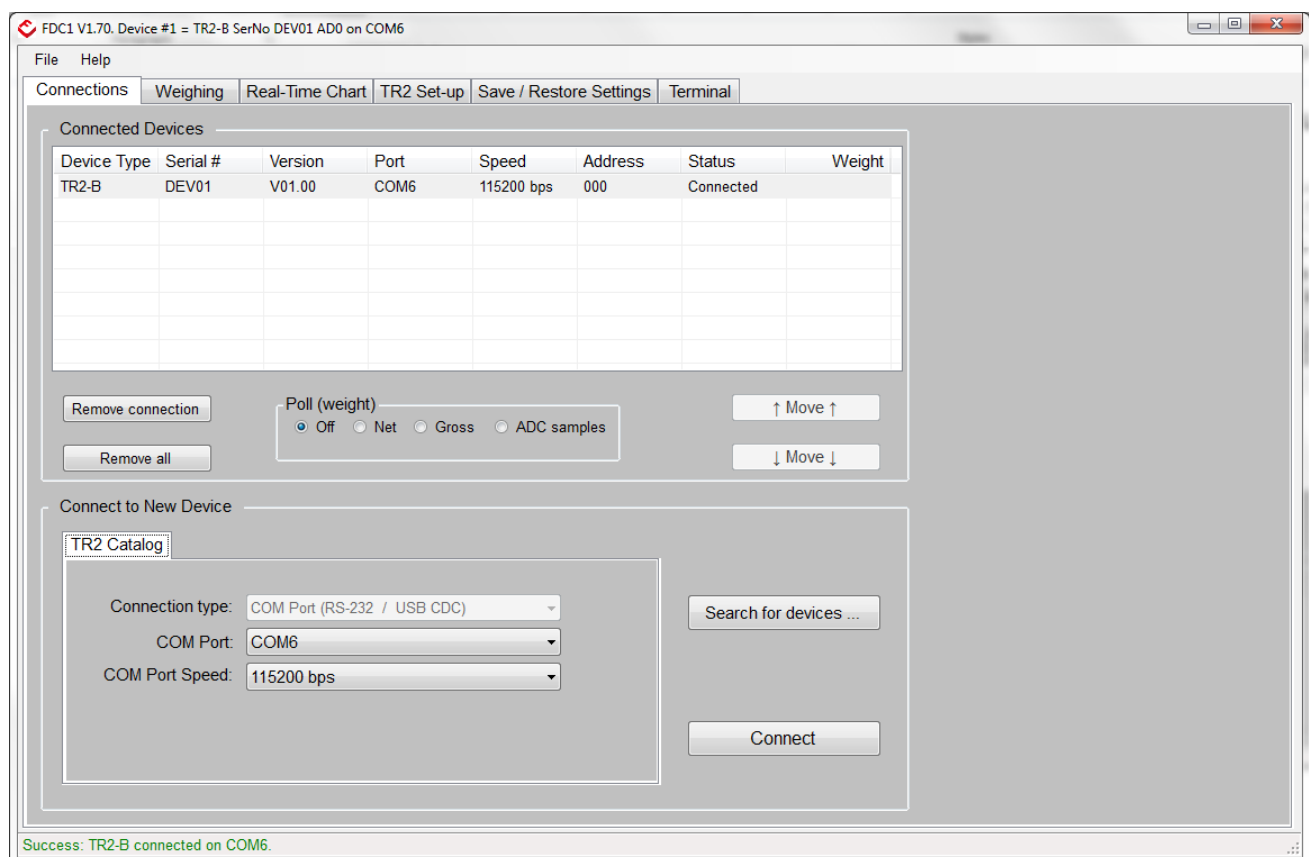 FDC1 V1.70. Device #1 = TR2-B SerNo DEV01 AD0 on COM6
File Help
Connections Weighing Real-Time Chart TR2 Set-up Save / Restore Settings Terminal
Connected Devices
Device Type Serial # Version Port Speed Address Status Weight
TR2-B DEV01 V01.00 COM6 115200 bps 000 Connected
Remove connection
Poll (weight)
Off Net Gross ADC samples
↑ Move ↑
Remove all
↓ Move ↓
Connect to New Device
TR2 Catalog
Connection type: COM Port (RS-232 / USB CDC)
Search for devices ...
COM Port: COM6
COM Port Speed: 115200 bps
Connect
Success: TR2-B connected on COM6.